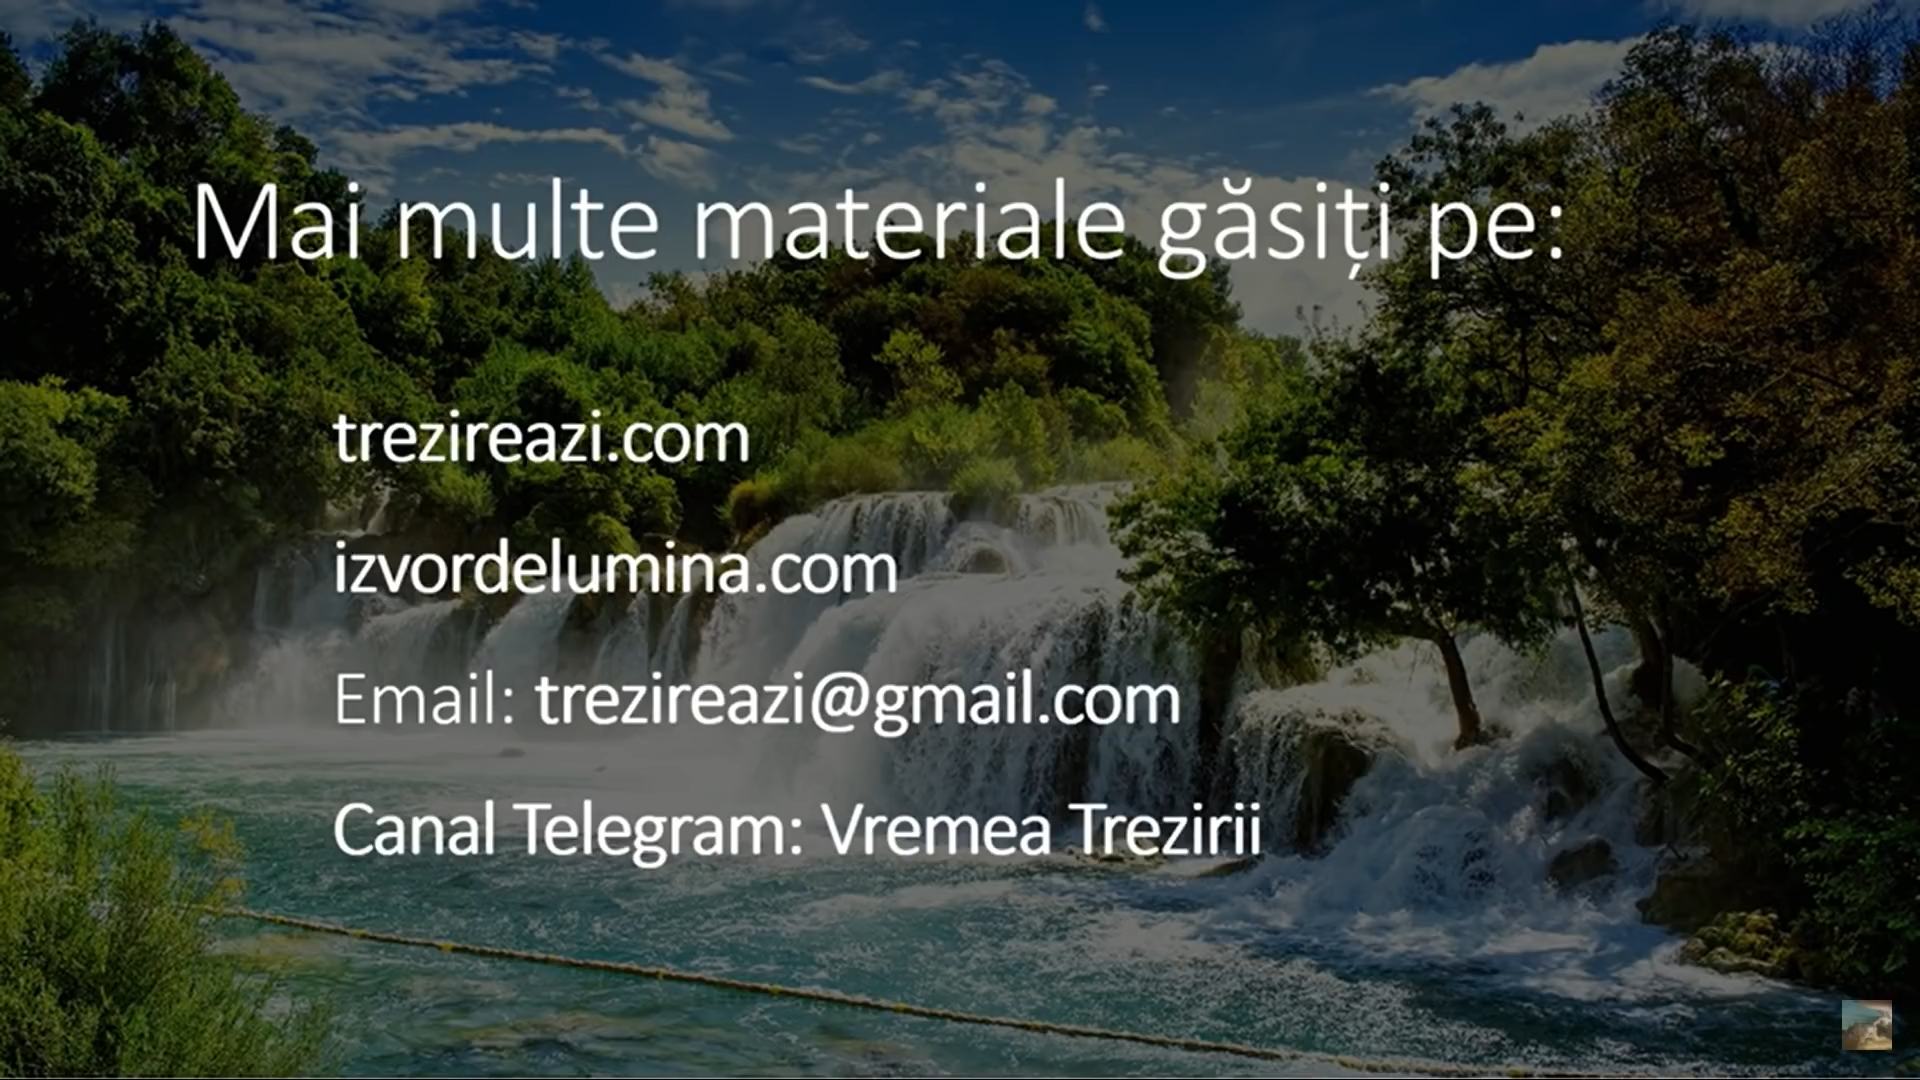 Mai multe materiale găsiți pe:
trezireazi.com
izvordelumina.com
Email: trezireazi@gmail.com
Canal Telegram: Vremea Trezirii